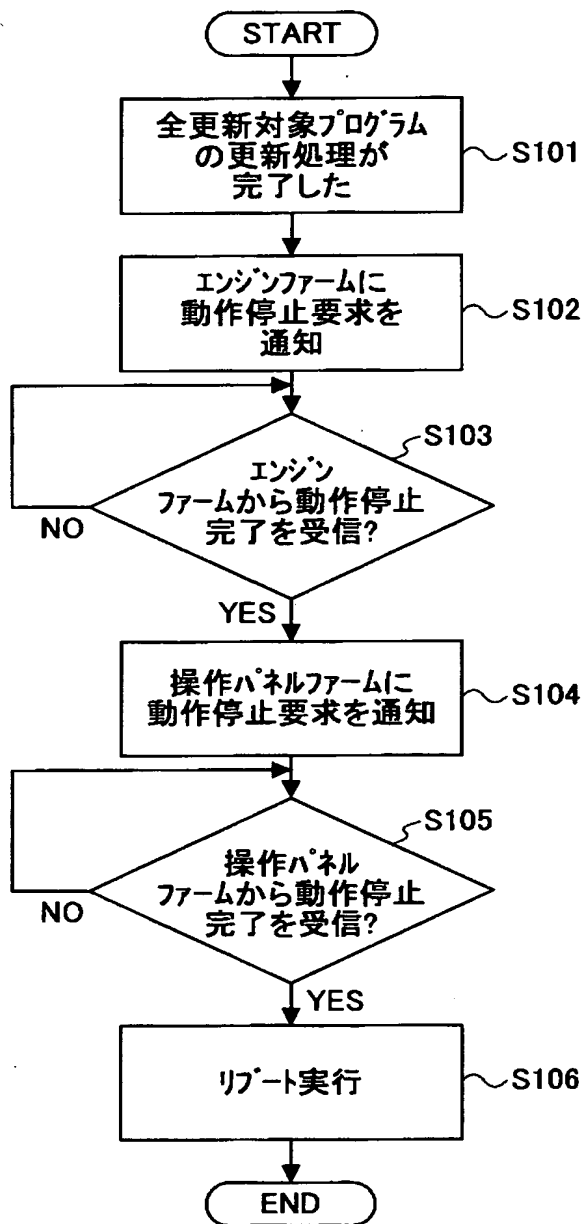 START
全更新対象ﾌﾟﾛｸﾞﾗﾑ
の更新処理が
完了した
S101
ｴﾝｼﾞﾝﾌｧｰﾑに
動作停止要求を
通知
S102
S103
ｴﾝｼﾞﾝ
ﾌｧｰﾑから動作停止
完了を受信?
NO
YES
操作ﾊﾟﾈﾙﾌｧｰﾑに
動作停止要求を通知
S104
S105
操作ﾊﾟﾈﾙ
ﾌｧｰﾑから動作停止
完了を受信?
NO
YES
ﾘﾌﾞｰﾄ実行
S106
END